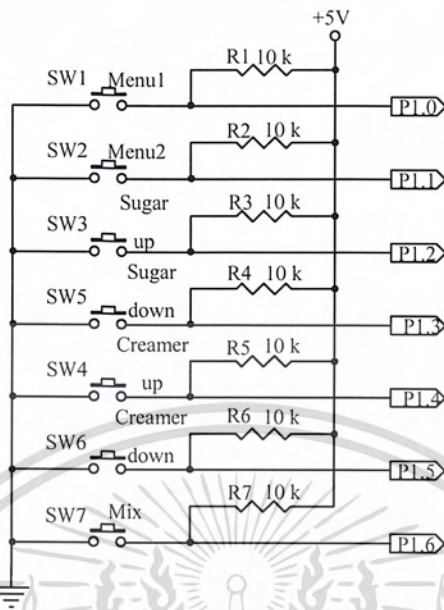 +5V
R1 10 k
SW1 Menu1
P1.0
R2 10 k
SW2 Menu2
P1.1
Sugar
R3 10 k
SW3 up
P1.2
Sugar
R4 10 k
SW5 down
P1.3
Creamer
R5 10 k
SW4 up
P1.4
Creamer
R6 10 k
SW6 down
P1.5
R7 10 k
SW7 Mix
P1.6